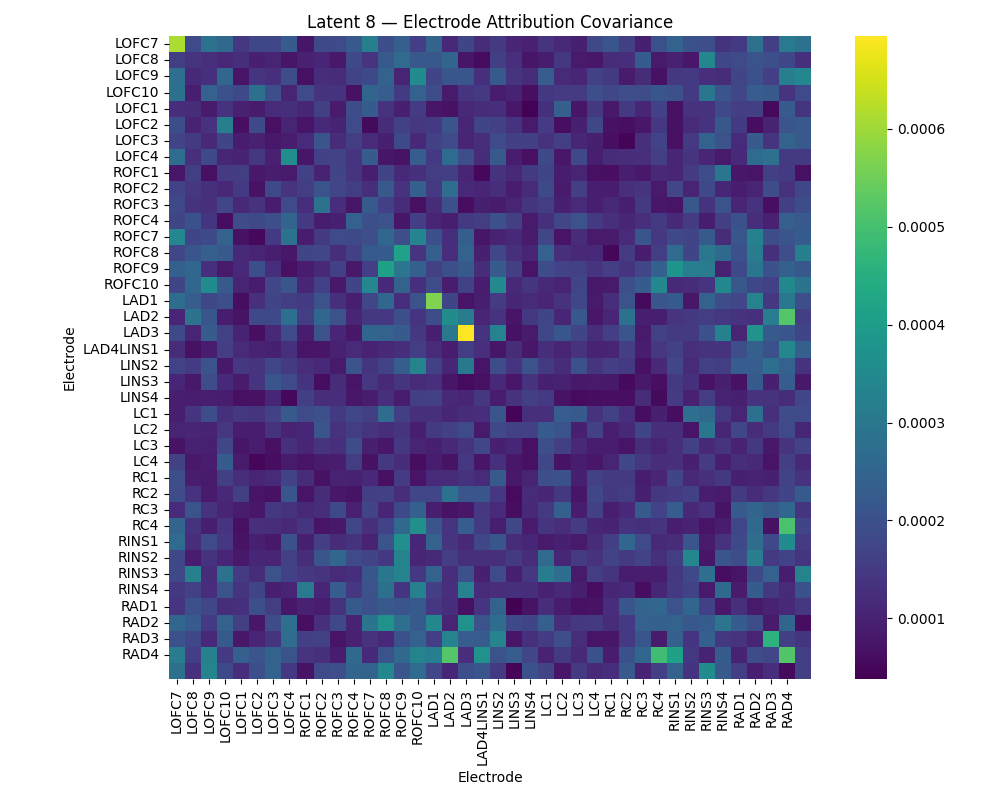 Latent 8 — Electrode Attribution Covariance
LOFC7
LOFC8
LOFC9
LOFC10
LOFC1
LOFC2
LOFC3
LOFC4
ROFC1
ROFC2
ROFC3
ROFC4
ROFC7
ROFC8
ROFC9
ROFC10
LAD1
LAD2
LAD3
LAD4LINS1
LINS2
LINS3
LINS4
LC1
LC2
LC3
LC4
RC1
RC2
RC3
RC4
RINS1
RINS2
RINS3
RINS4
RAD1
RAD2
RAD3
RAD4
Electrode
LOFC7
LOFC8
LOFC9
LOFC10
LOFC1
LOFC2
LOFC3
LOFC4
ROFC1
ROFC2
ROFC3
ROFC4
ROFC7
ROFC8
ROFC9
ROFC10
LAD1
LAD2
LAD3
LAD4LINS1
LINS2
LINS3
LINS4
LC1
LC2
LC3
LC4
RC1
RC2
RC3
RC4
RINS1
RINS2
RINS3
RINS4
RAD1
RAD2
RAD3
RAD4
Electrode
0.0006
0.0005
0.0004
0.0003
0.0002
0.0001